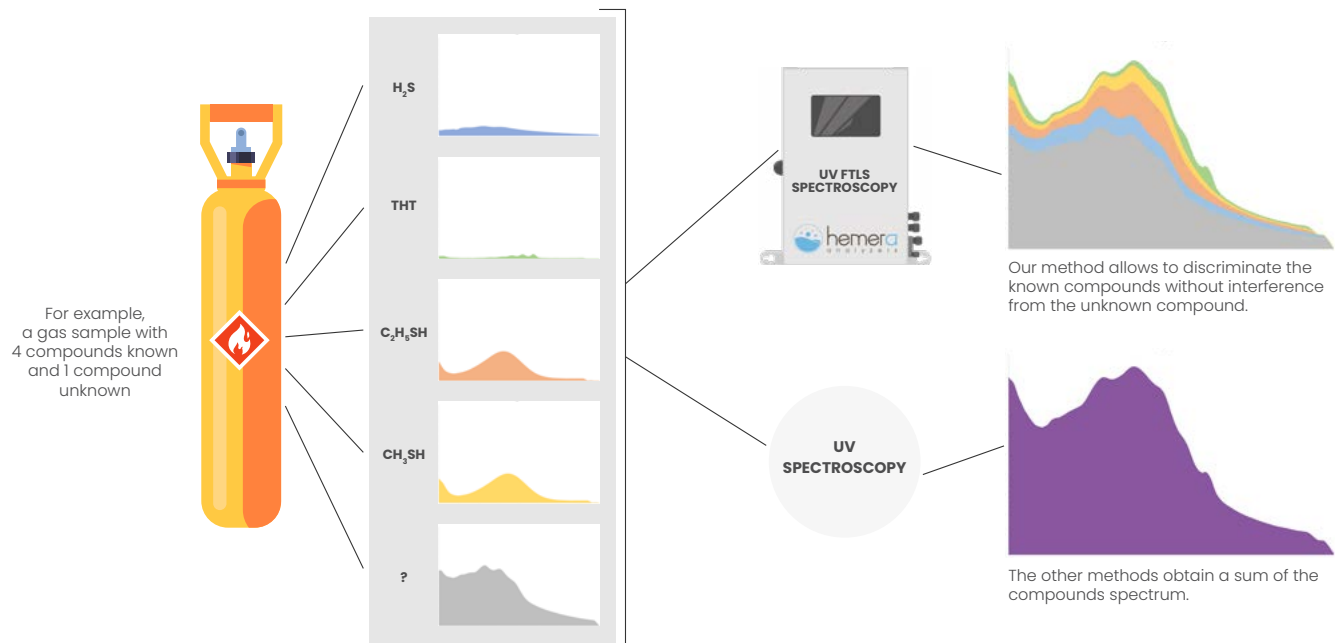 For example,
a gas sample with
4 compounds known
and 1 compound
unknown
H₂S
THT
C₂H₅SH
CH₃SH
?
UV FTLS
SPECTROSCOPY
hemera
analyzers
Our method allows to discriminate the
known compounds without interference
from the unknown compound.
UV
SPECTROSCOPY
The other methods obtain a sum of the
compounds spectrum.